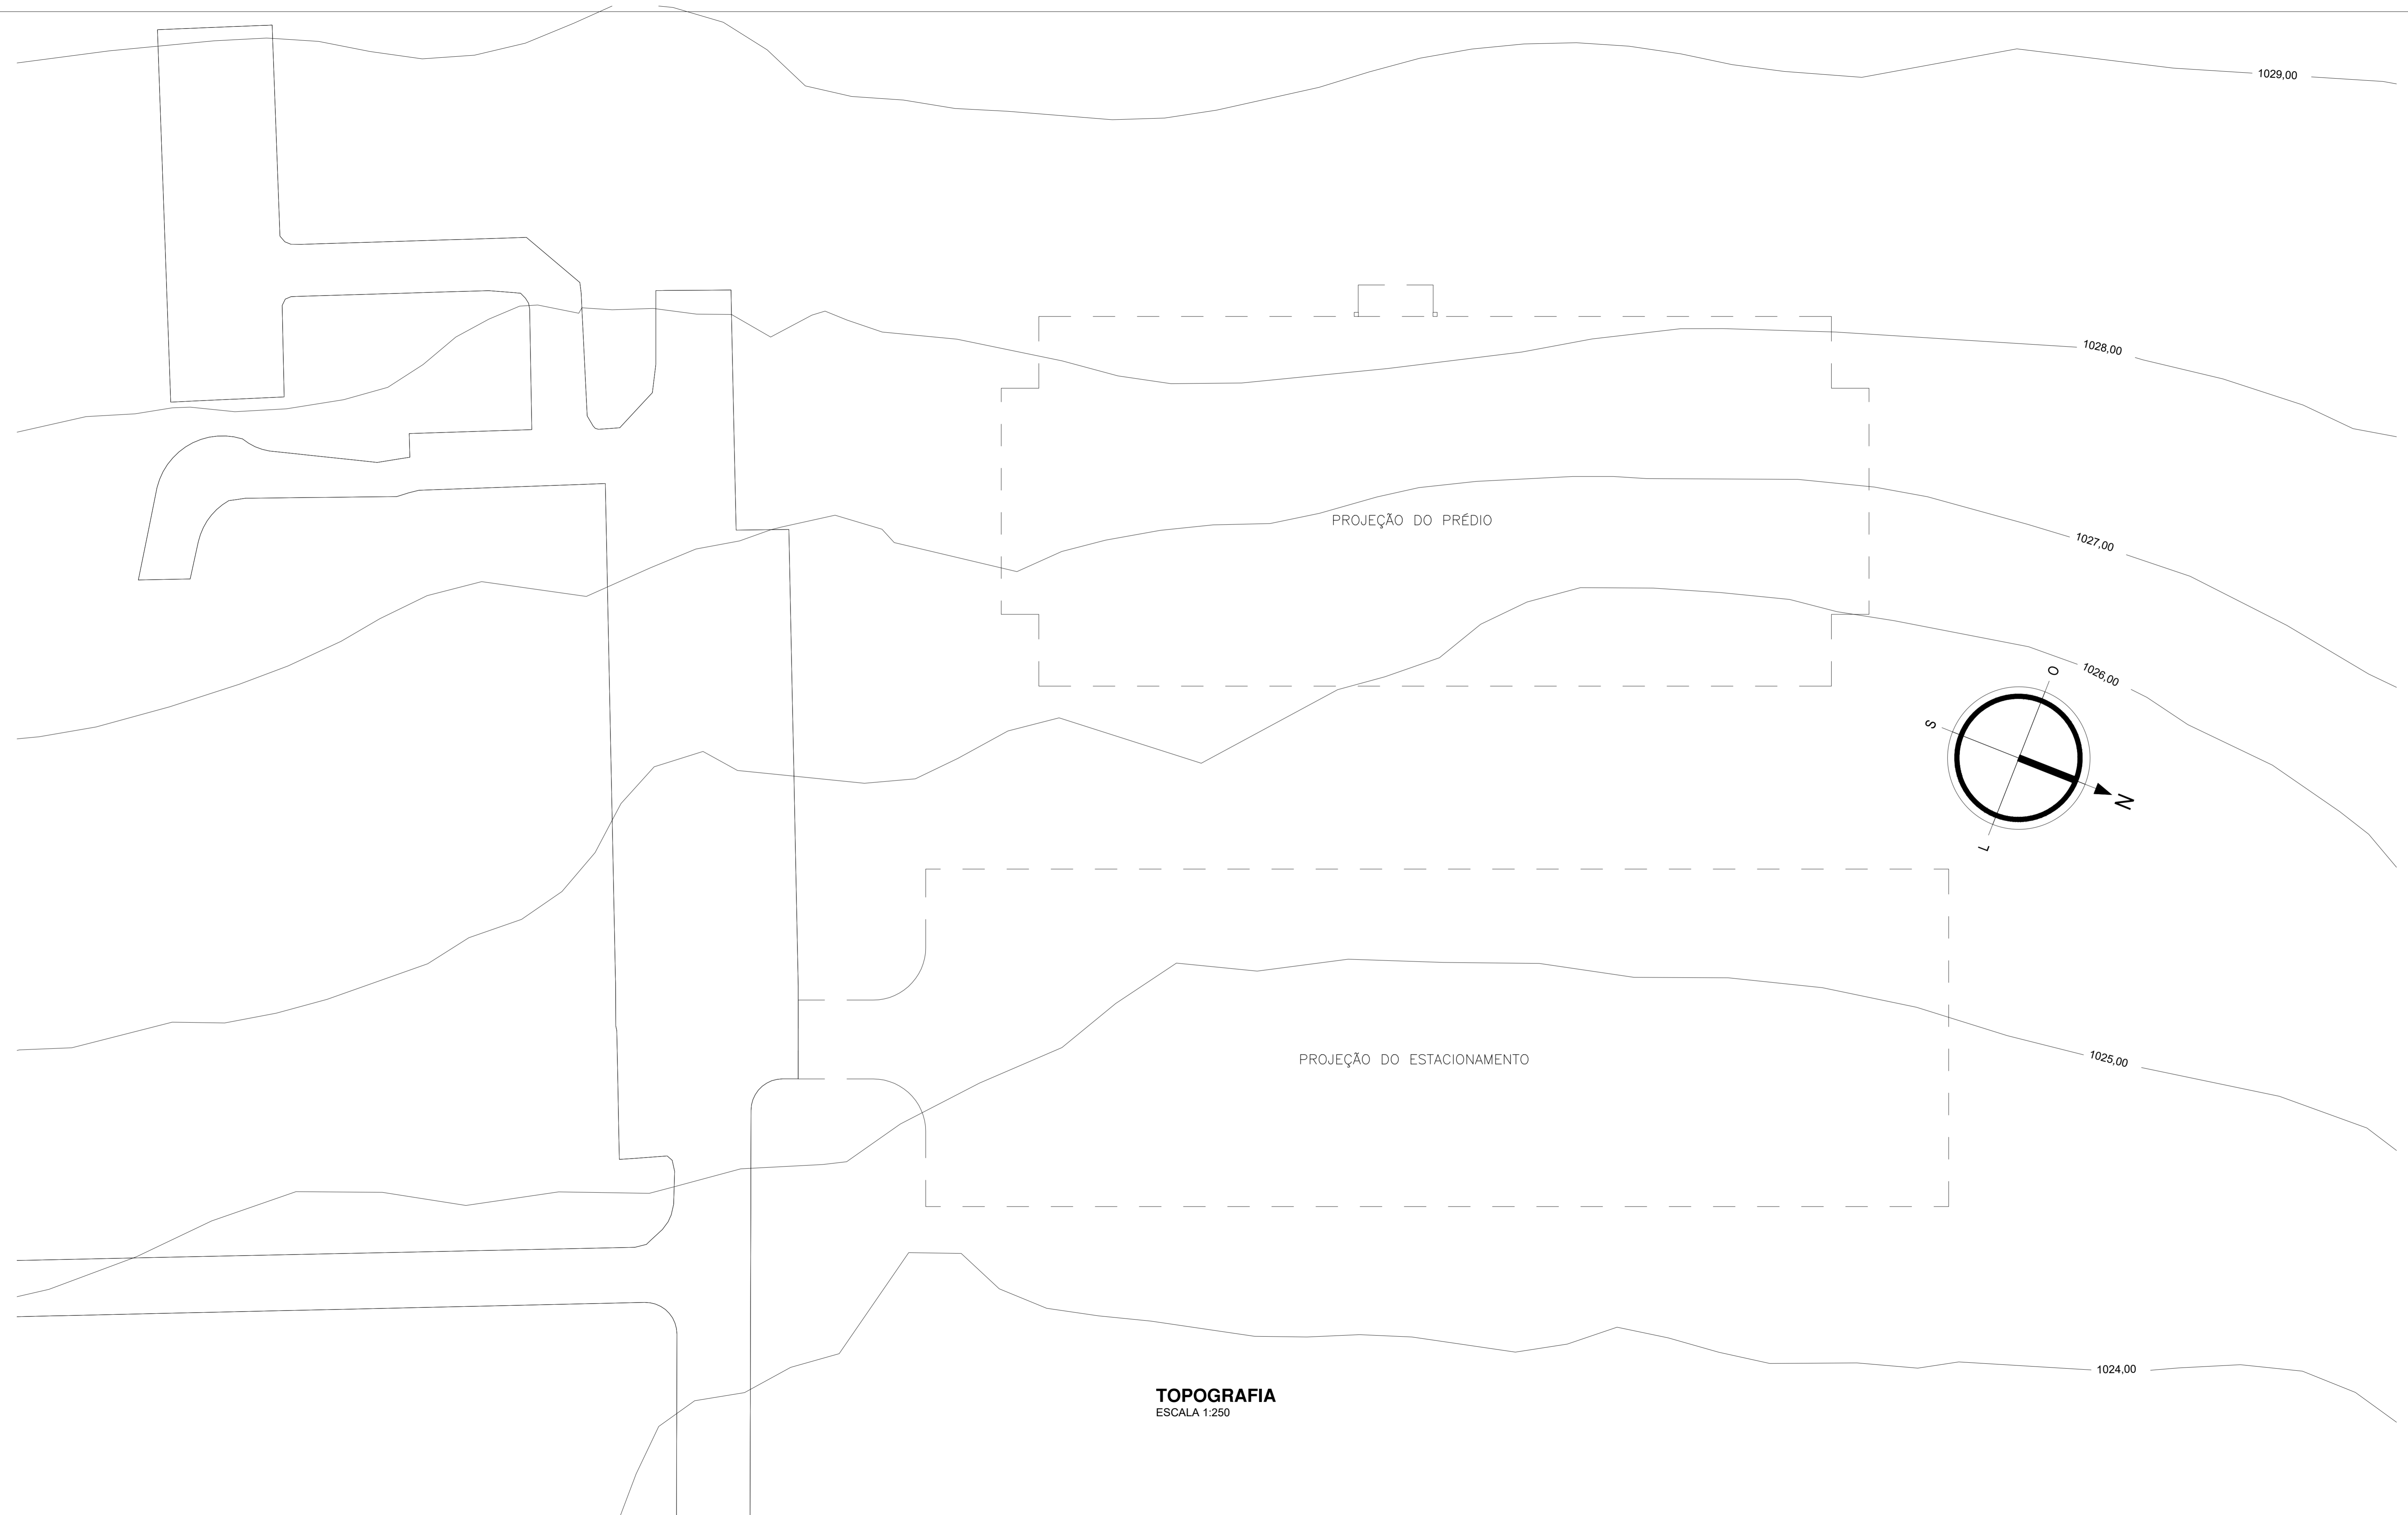 1029,00
1028,00
PROJEÇÃO DO PRÉDIO
1027,00
1026,00
O
S
N
L
PROJEÇÃO DO ESTACIONAMENTO
1025,00
1024,00
TOPOGRAFIA
ESCALA 1:250